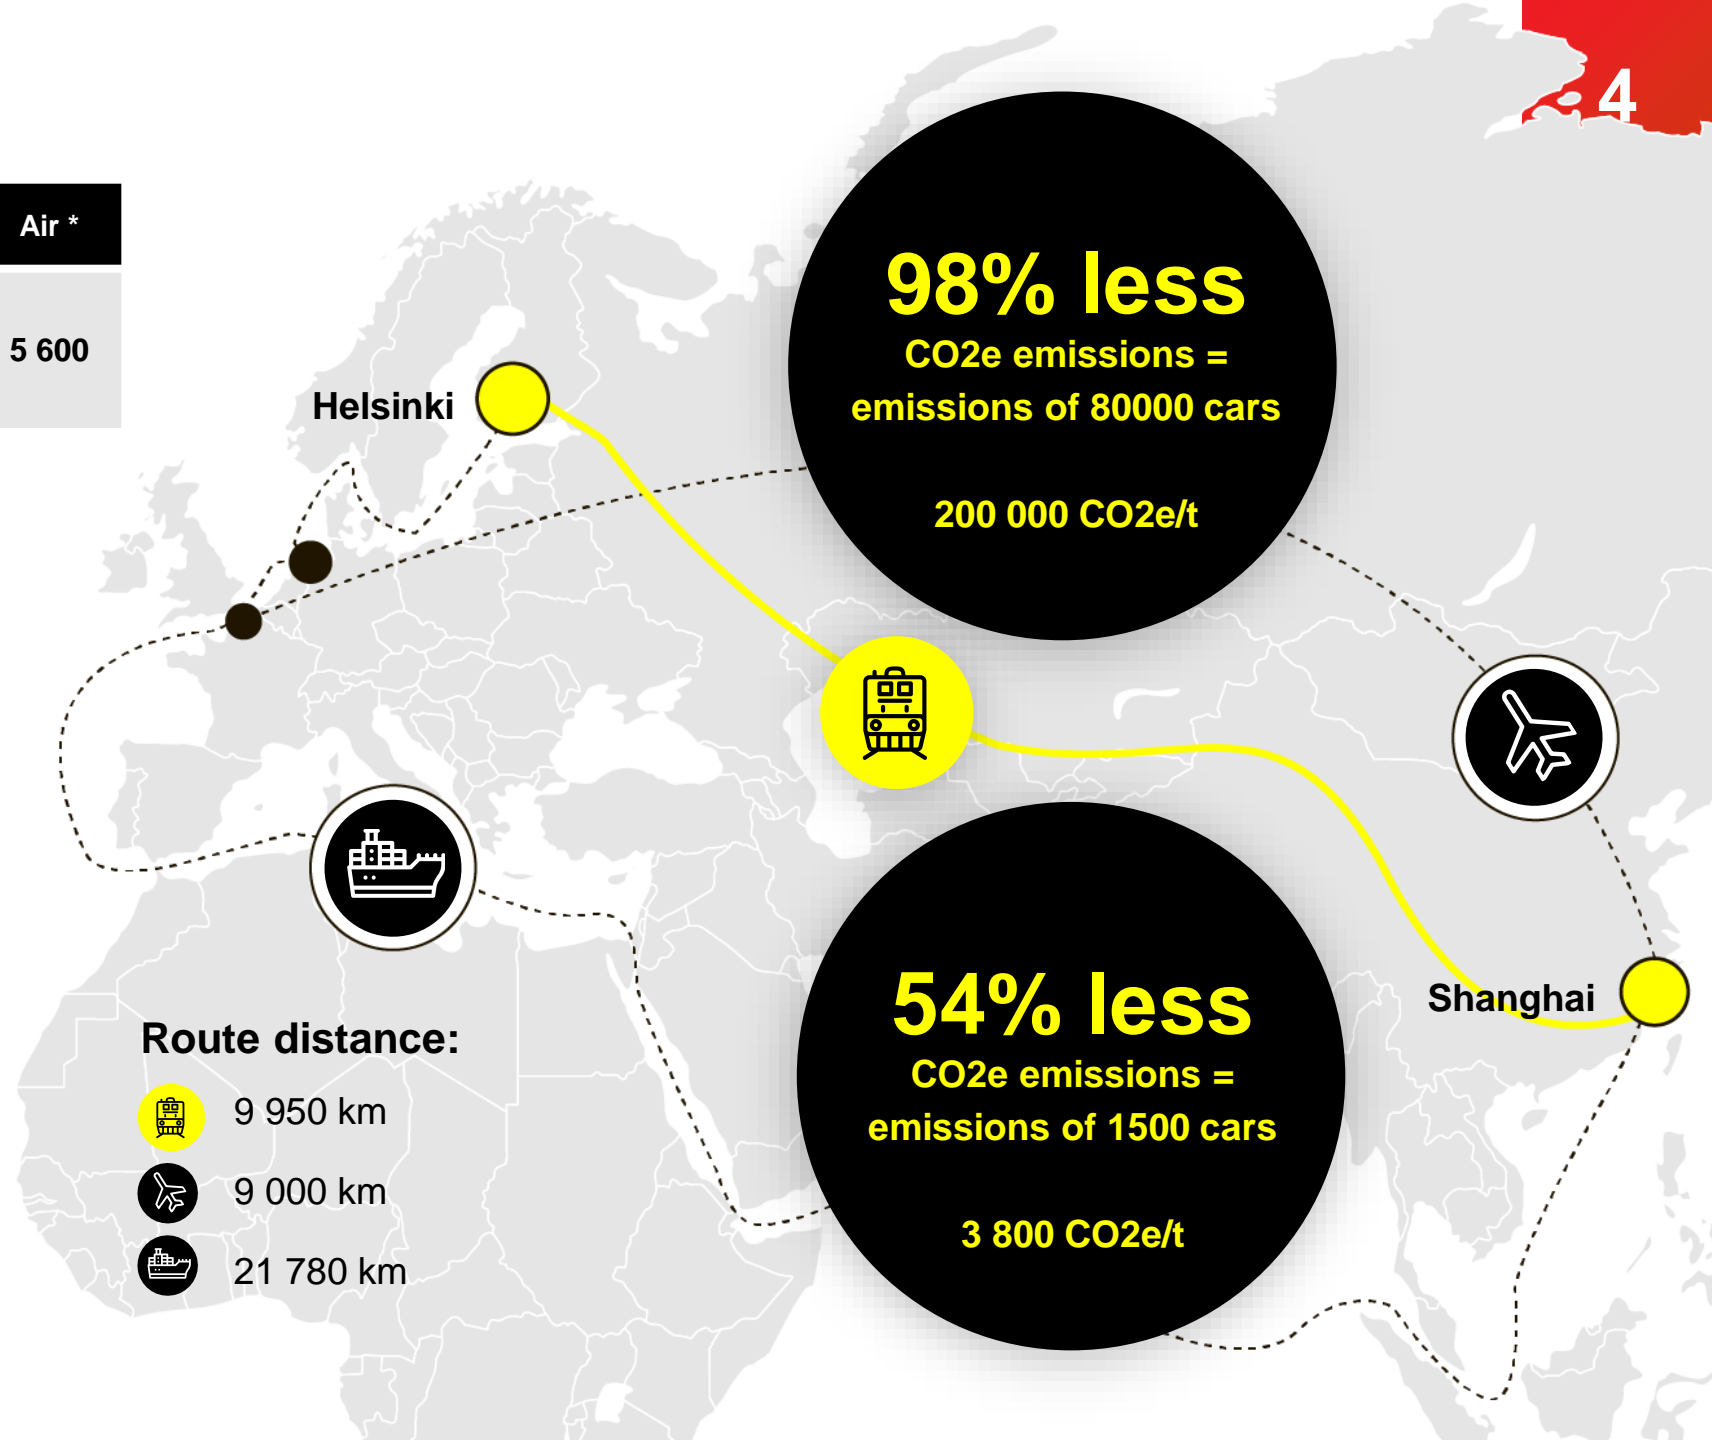 4
Air *
5 600
98% less
CO2e emissions =
emissions of 80000 cars
200 000 CO2e/t
Helsinki
54% less
CO2e emissions =
emissions of 1500 cars
3 800 CO2e/t
Shanghai
Route distance:
9 950 km
9 000 km
21 780 km